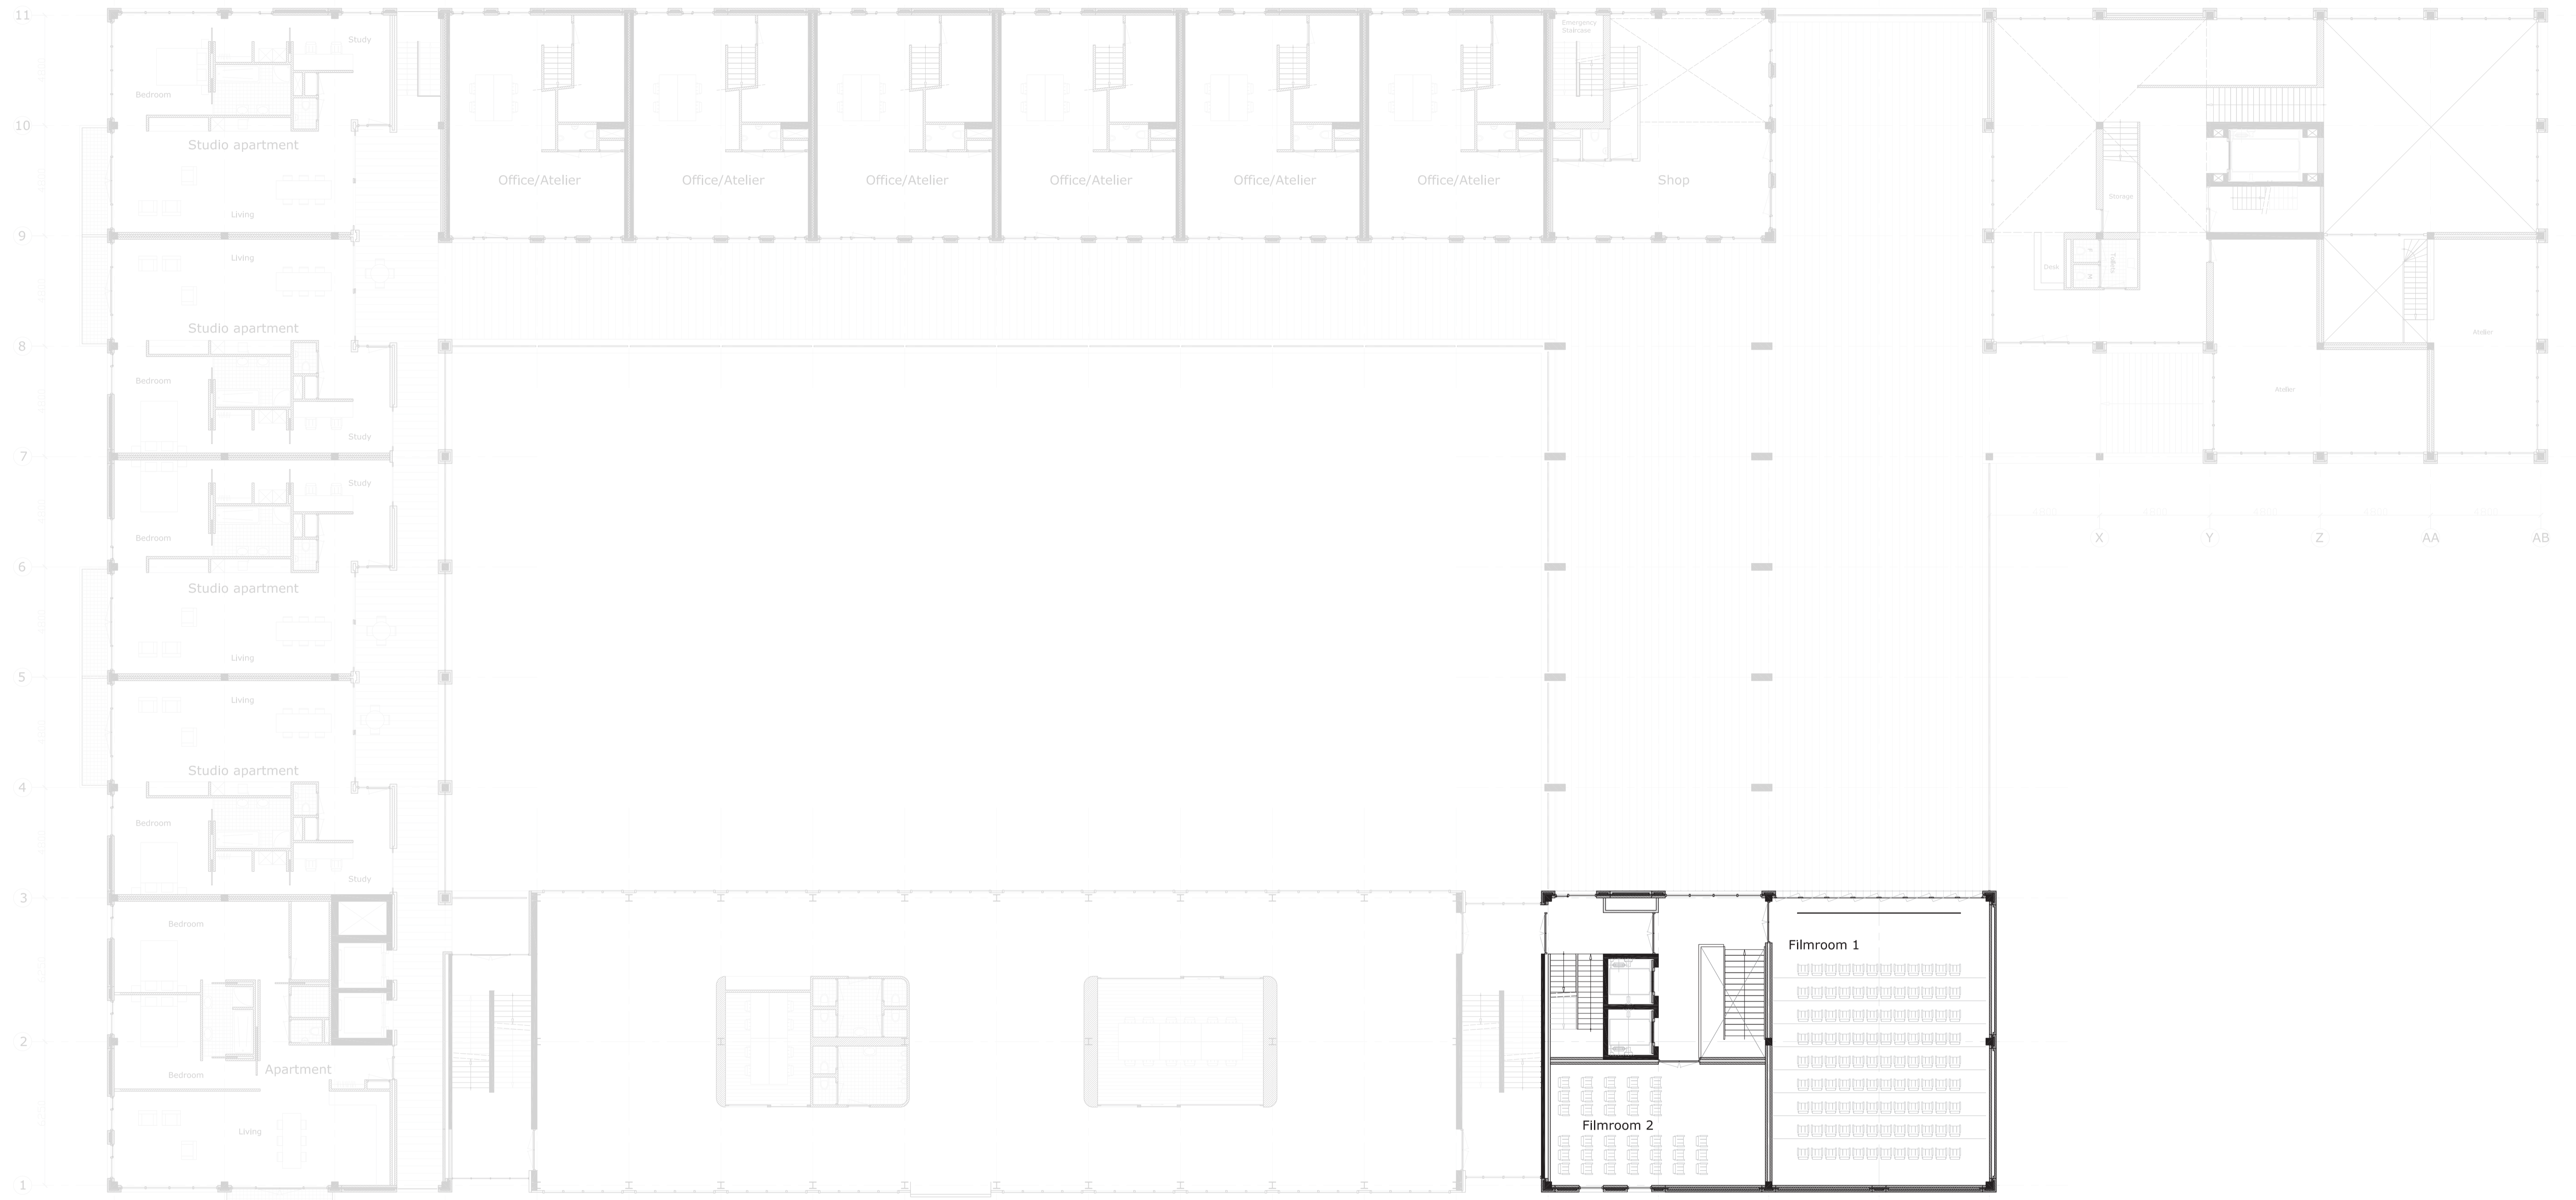 11
Study
Emergency
Staircase
Bedroom
10
Studio apartment
Office/Atelier
Office/Atelier
Office/Atelier
Office/Atelier
Office/Atelier
Office/Atelier
Shop
Storage
Living
9
Living
Desk
Toilets
Studio apartment
8
Atelier
Bedroom
Atelier
Study
7
Study
Bedroom
X
Y
Z
AA
AB
6
Studio apartment
Living
5
Living
Studio apartment
4
Bedroom
Study
3
Bedroom
Filmroom 1
2
Apartment
Bedroom
Filmroom 2
Living
1